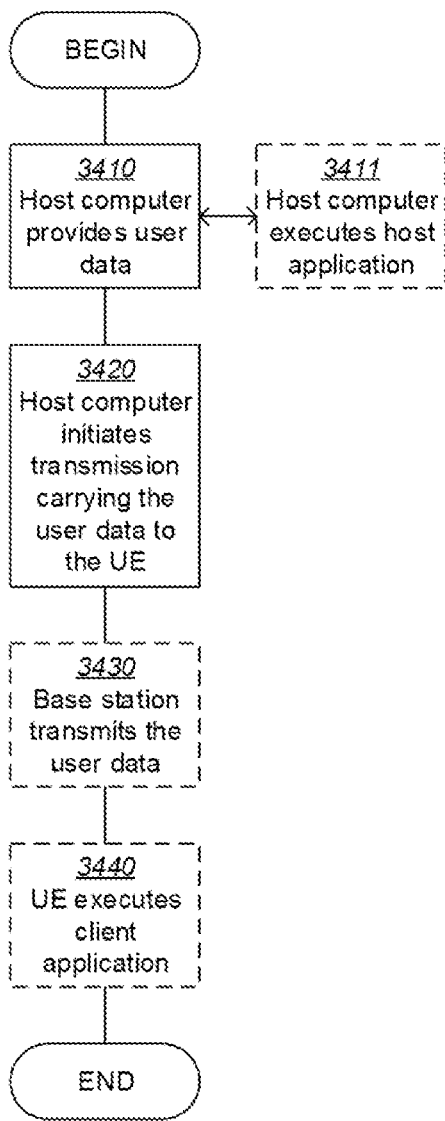 BEGIN
3410
Host computer
provides user
data
3411
Host computer
executes host
application
3420
Host computer
initiates
transmission
carrying the
user data to
the UE
3430
Base station
transmits the
user data
3440
UE executes
client
application
END